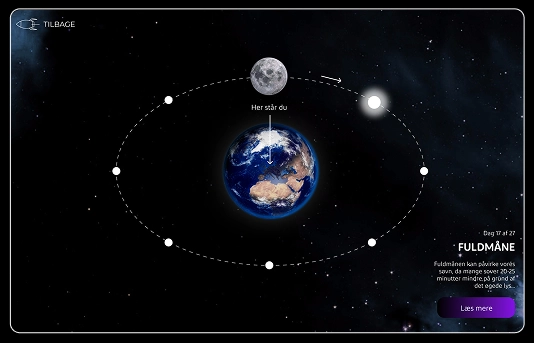 TILBAGE
Her står du
Dag 17 af 27
FULDMÅNE
Fuldmånen kan påvirke vores
søvn, da mange sover 20-25
minutter mindre på grund af
det øgede lys...
Læs mere